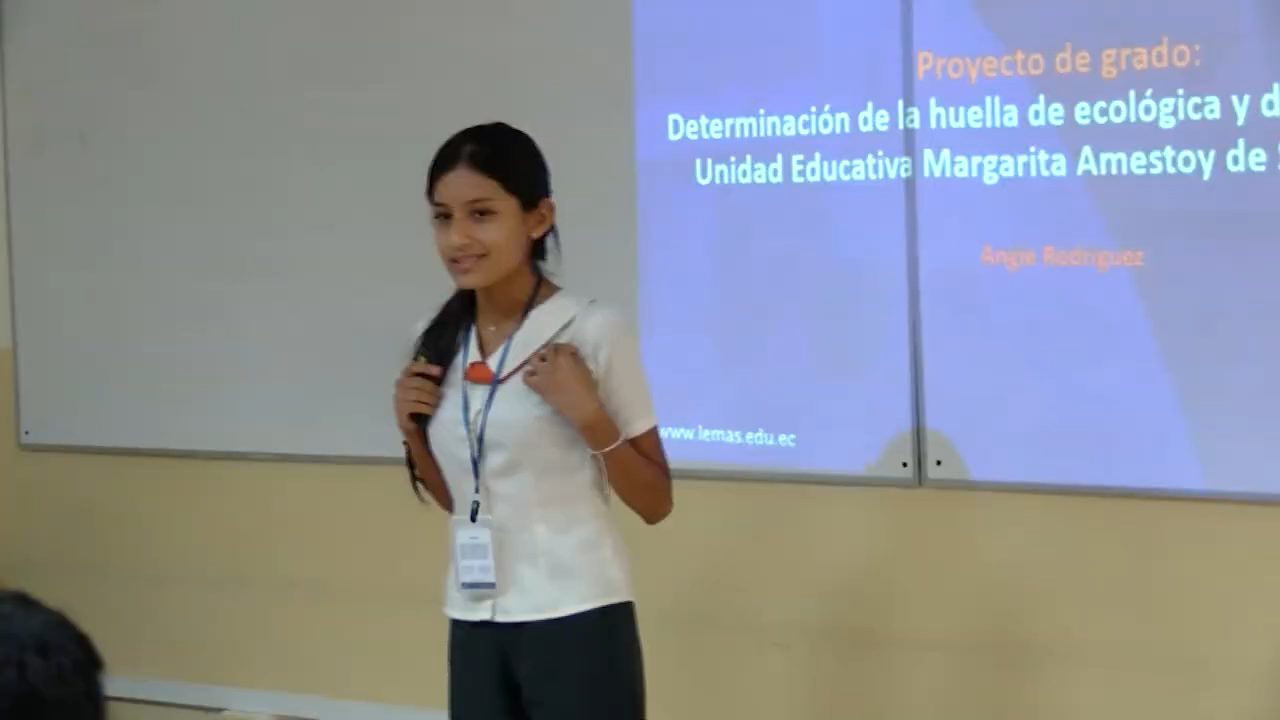 Proyecto de grado:
Determinación de la huella de ecológica y d
Unidad Educativa Margarita Amestoy de
Angie Rodriguez
www.lemas.edu.ec